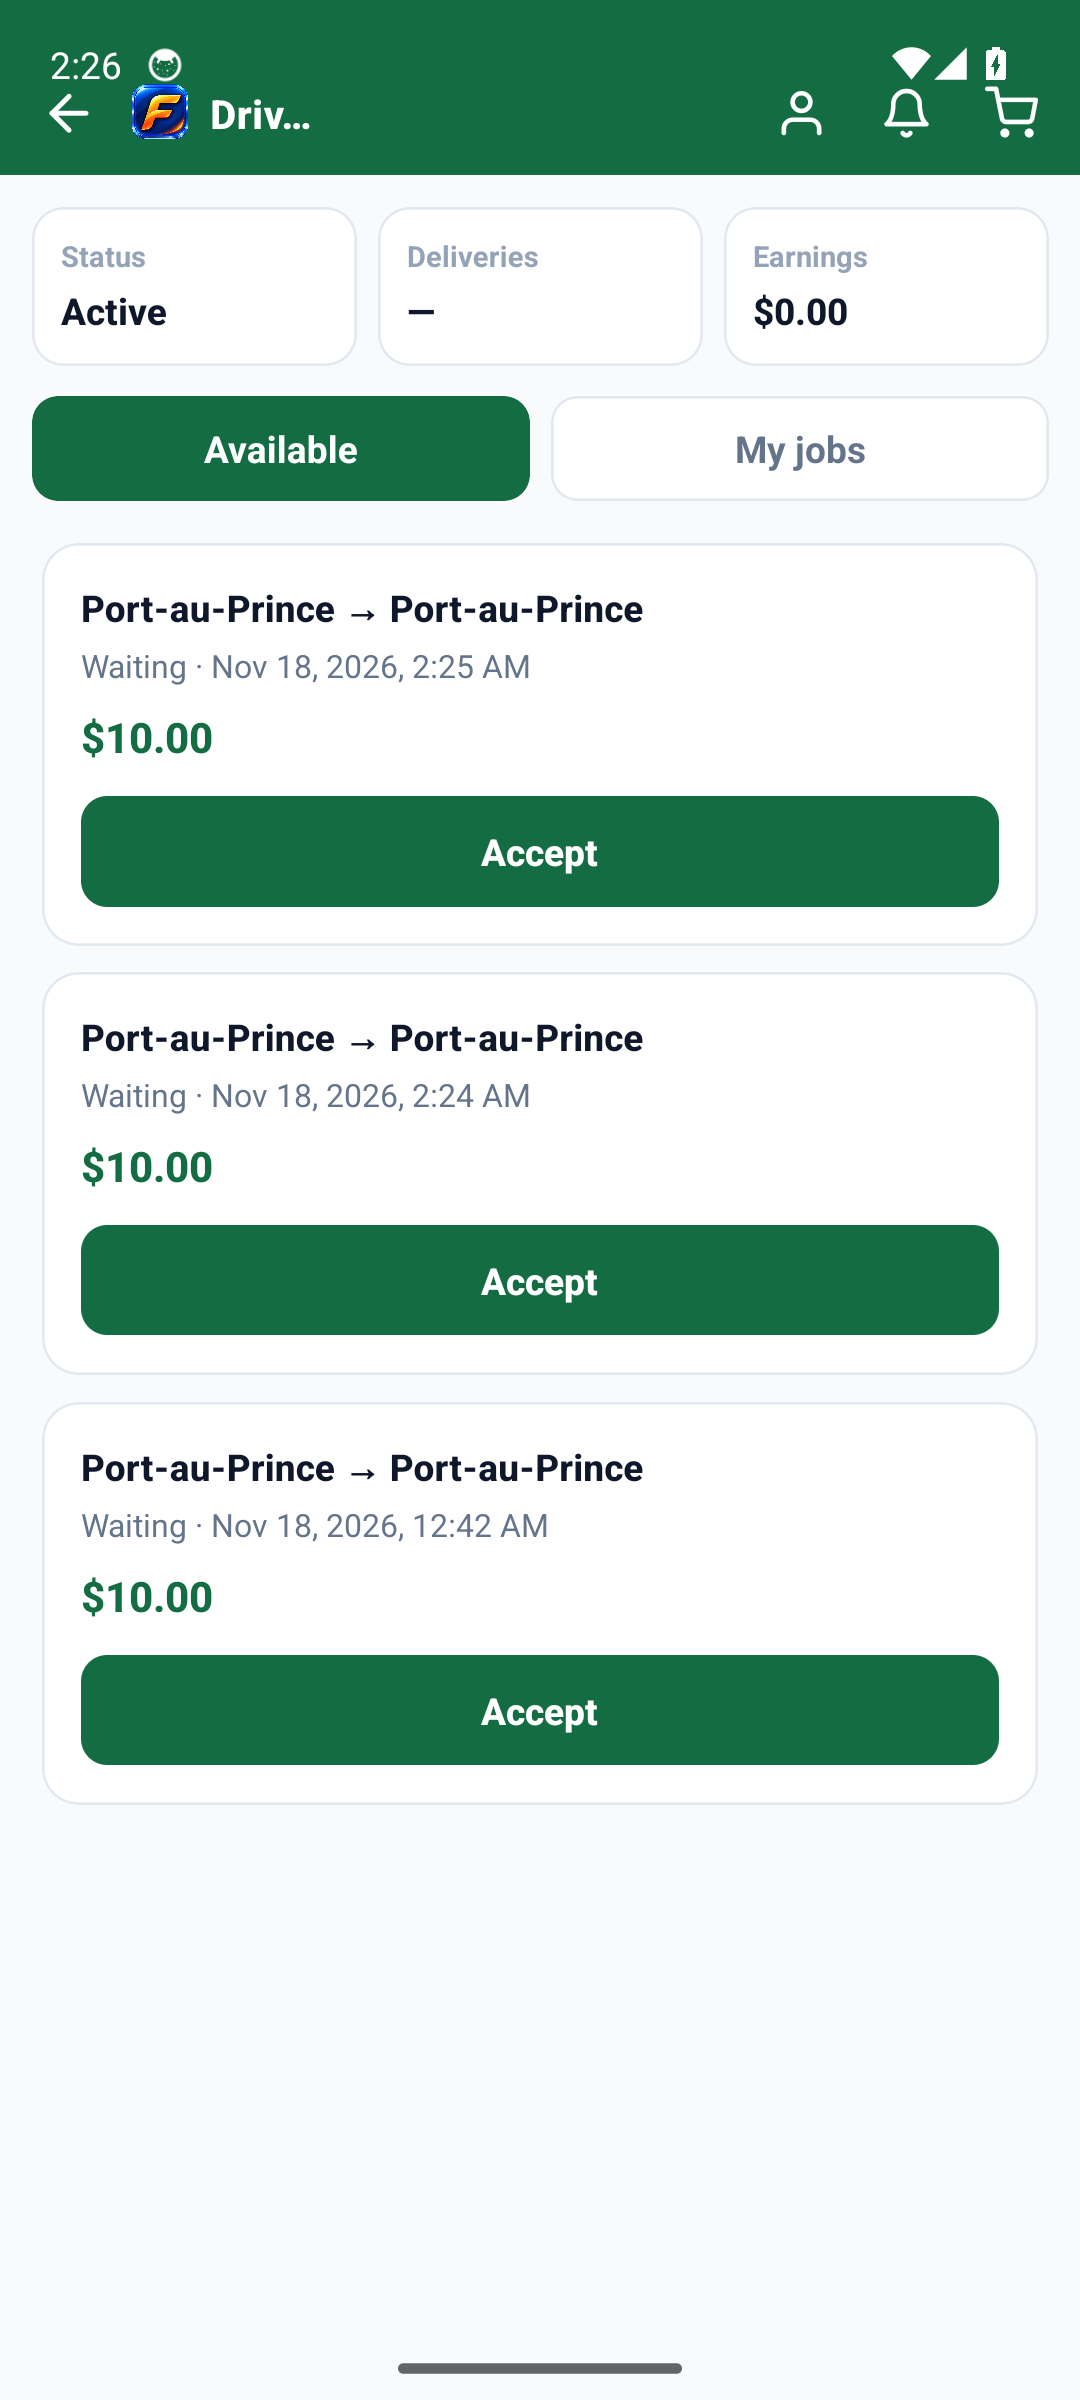 2:26
Driv...
Status
Active
Deliveries
–
Earnings
$0.00
Available
My jobs
Port-au-Prince → Port-au-Prince
Waiting · Nov 18, 2026, 2:25 AM
$10.00
Accept
Port-au-Prince → Port-au-Prince
Waiting · Nov 18, 2026, 2:24 AM
$10.00
Accept
Port-au-Prince → Port-au-Prince
Waiting · Nov 18, 2026, 12:42 AM
$10.00
Accept